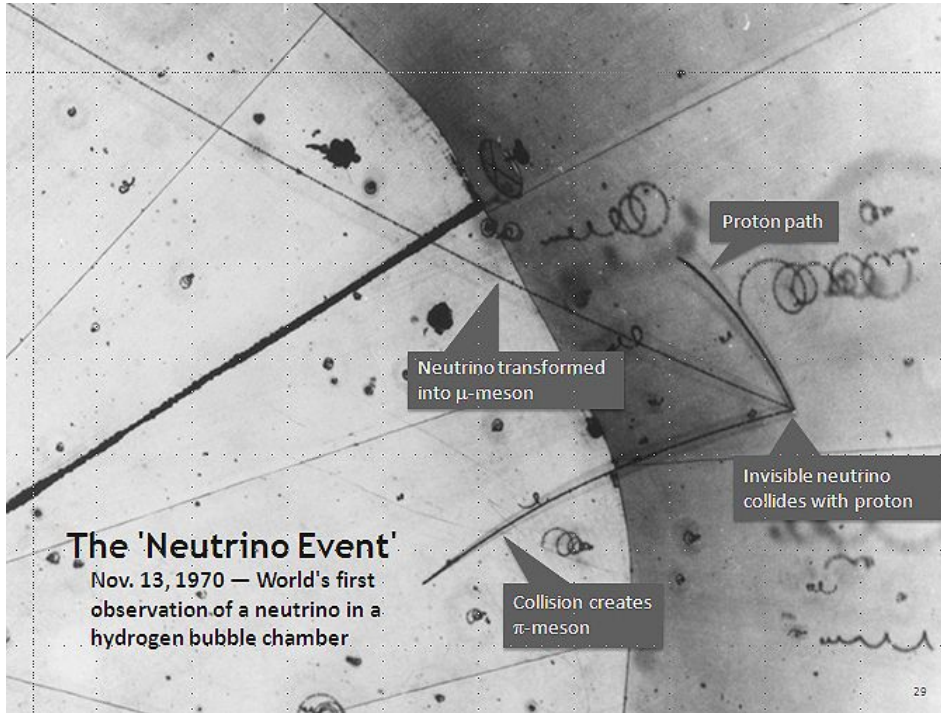 Proton path
Neutrino transformed
into μ-meson
Invisible neutrino
collides with proton
The 'Neutrino Event'
Nov. 13, 1970 — World's first
observation of a neutrino in a
hydrogen bubble chamber
Collision creates
π-meson
29